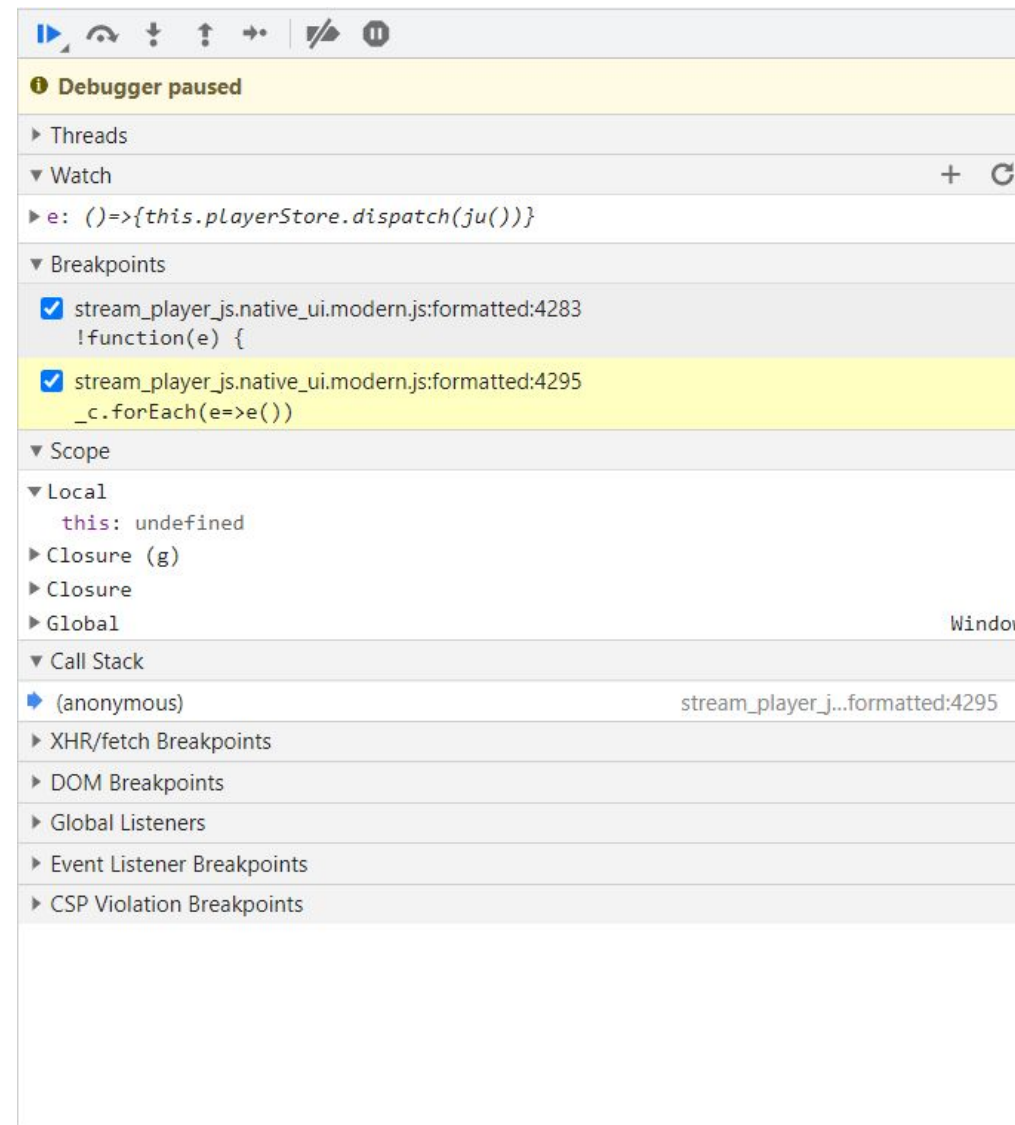 Debugger paused
Threads
Watch
e: ()=>{this.playerStore.dispatch(ju())}
Breakpoints
stream_player_js.native_ui.modern.js:formatted:4283
!function(e) {
stream_player_js.native_ui.modern.js:formatted:4295
_c.forEach(e=>e())
Scope
Local
this: undefined
Closure (g)
Closure
Global Window
Call Stack
(anonymous) stream_player_j...formatted:4295
XHR/fetch Breakpoints
DOM Breakpoints
Global Listeners
Event Listener Breakpoints
CSP Violation Breakpoints